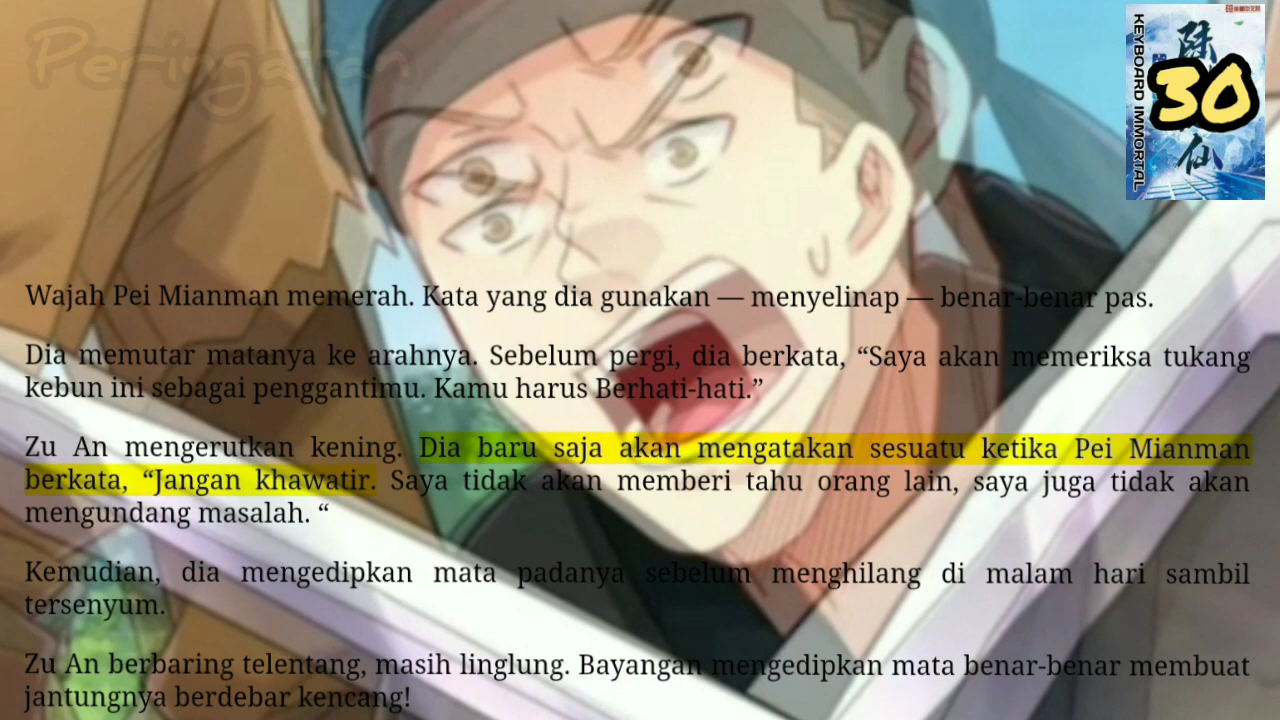 Peringatan
KEYBOARD IMMORTAL
30
仙
Wajah Pei Mianman memerah. Kata yang dia gunakan — menyelinap — benar-benar pas.
Dia memutar matanya ke arahnya. Sebelum pergi, dia berkata, “Saya akan memeriksa tukang
kebun ini sebagai penggantimu. Kamu harus Berhati-hati.”
Zu An mengerutkan kening. Dia baru saja akan mengatakan sesuatu ketika Pei Mianman
berkata, “Jangan khawatir. Saya tidak akan memberi tahu orang lain, saya juga tidak akan
mengundang masalah. “
Kemudian, dia mengedipkan mata padanya sebelum menghilang di malam hari sambil
tersenyum.
Zu An berbaring telentang, masih linglung. Bayangan mengedipkan mata benar-benar membuat
jantungnya berdebar kencang!